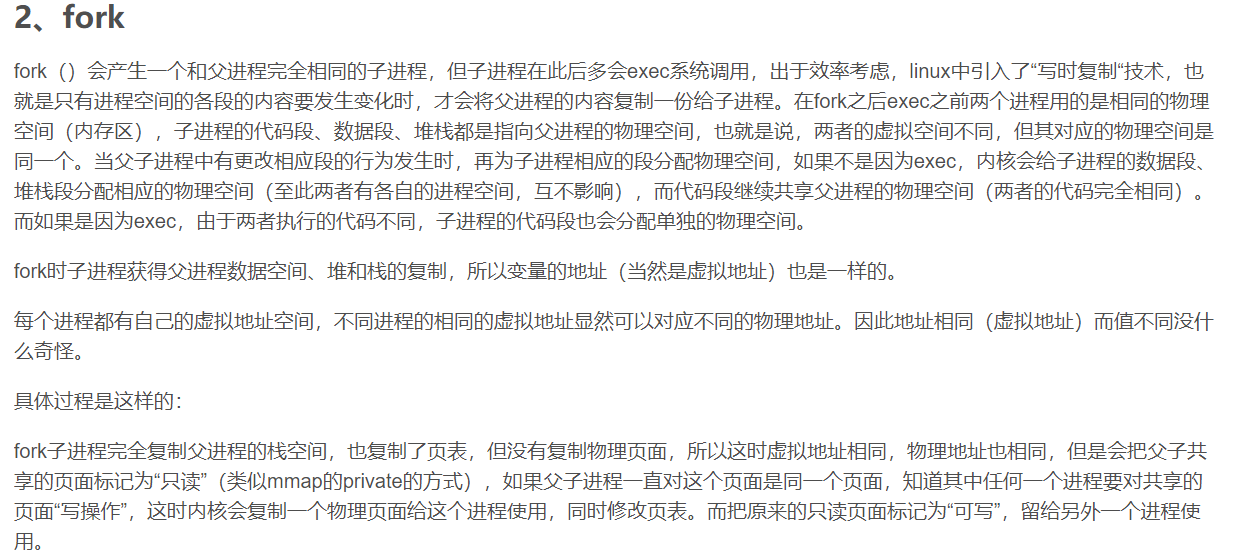 2、fork
fork（）会产生一个和父进程完全相同的子进程，但子进程在此后多会exec系统调用，出于效率考虑，linux中引入了“写时复制“技术，也
就是只有进程空间的各段的内容要发生变化时，才会将父进程的内容复制一份给子进程。在fork之后exec之前两个进程用的是相同的物理
空间（内存区），子进程的代码段、数据段、堆栈都是指向父进程的物理空间，也就是说，两者的虚拟空间不同，但其对应的物理空间是
同一个。当父子进程中有更改相应段的行为发生时，再为子进程相应的段分配物理空间，如果不是因为exec，内核会给子进程的数据段、
堆栈段分配相应的物理空间（至此两者有各自的进程空间，互不影响），而代码段继续共享父进程的物理空间（两者的代码完全相同）。
而如果是因为exec，由于两者执行的代码不同，子进程的代码段也会分配单独的物理空间。
fork时子进程获得父进程数据空间、堆和栈的复制，所以变量的地址（当然是虚拟地址）也是一样的。
每个进程都有自己的虚拟地址空间，不同进程的相同的虚拟地址显然可以对应不同的物理地址。因此地址相同（虚拟地址）而值不同没什
么奇怪。
具体过程是这样的：
fork子进程完全复制父进程的栈空间，也复制了页表，但没有复制物理页面，所以这时虚拟地址相同，物理地址也相同，但是会把父子共
享的页面标记为“只读”（类似mmap的private的方式），如果父子进程一直对这个页面是同一个页面，知道其中任何一个进程要对共享的
页面“写操作”，这时内核会复制一个物理页面给这个进程使用，同时修改页表。而把原来的只读页面标记为“可写”，留给另外一个进程使
用。